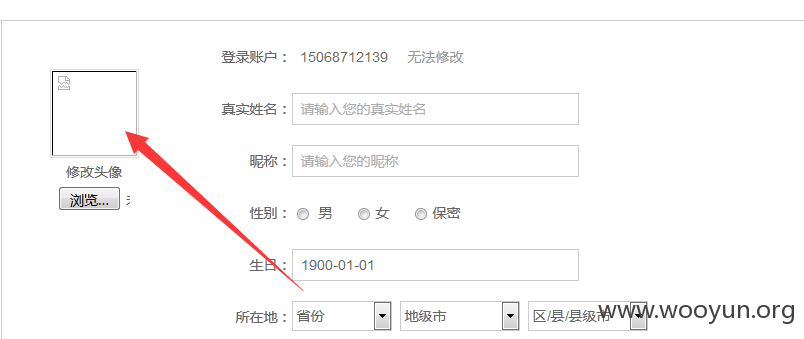 登录账户： 15068712139 无法修改
真实姓名： 请输入您的真实姓名
修改头像
昵称： 请输入您的昵称
浏览...
性别： 男 女 保密
生日： 1900-01-01
所在地： 省份 地级市 区/县/县级市
www.wooyun.org